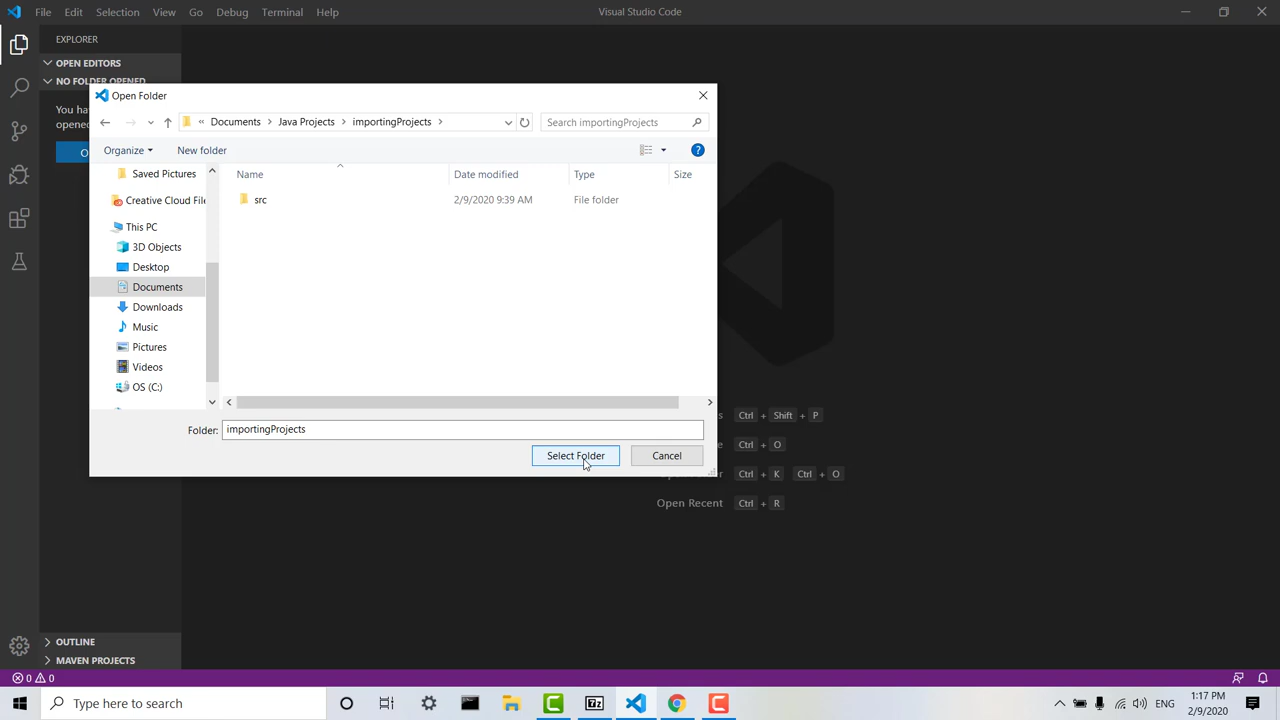 File Edit Selection View Go Debug Terminal Help
Visual Studio Code
EXPLORER
OPEN EDITORS
NO FOLDER OPENED
You have
opened
O
Open Folder
« Documents > Java Projects > importingProjects >
Search importingProjects
Organize
New folder
Name
Date modified
Type
Size
src
2/9/2020 9:39 AM
File folder
Saved Pictures
Creative Cloud File
This PC
3D Objects
Desktop
Documents
Downloads
Music
Pictures
Videos
OS (C:)
Folder: importingProjects
Select Folder
Cancel
s Ctrl + Shift + P
e Ctrl + O
Ctrl + K Ctrl + O
Open Recent Ctrl + R
OUTLINE
MAVEN PROJECTS
0 0
Type here to search
7z
ENG
1:17 PM
2/9/2020